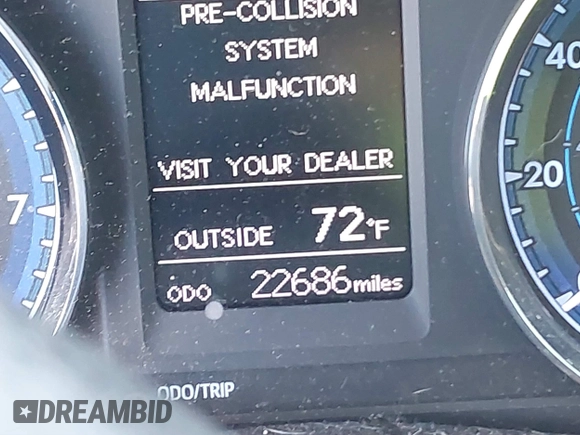 PRE-COLLISION
SYSTEM
MALFUNCTION
VISIT YOUR DEALER
OUTSIDE 72°F
ODO 22686 miles
ODO/TRIP
7
40
20
DREAMBID